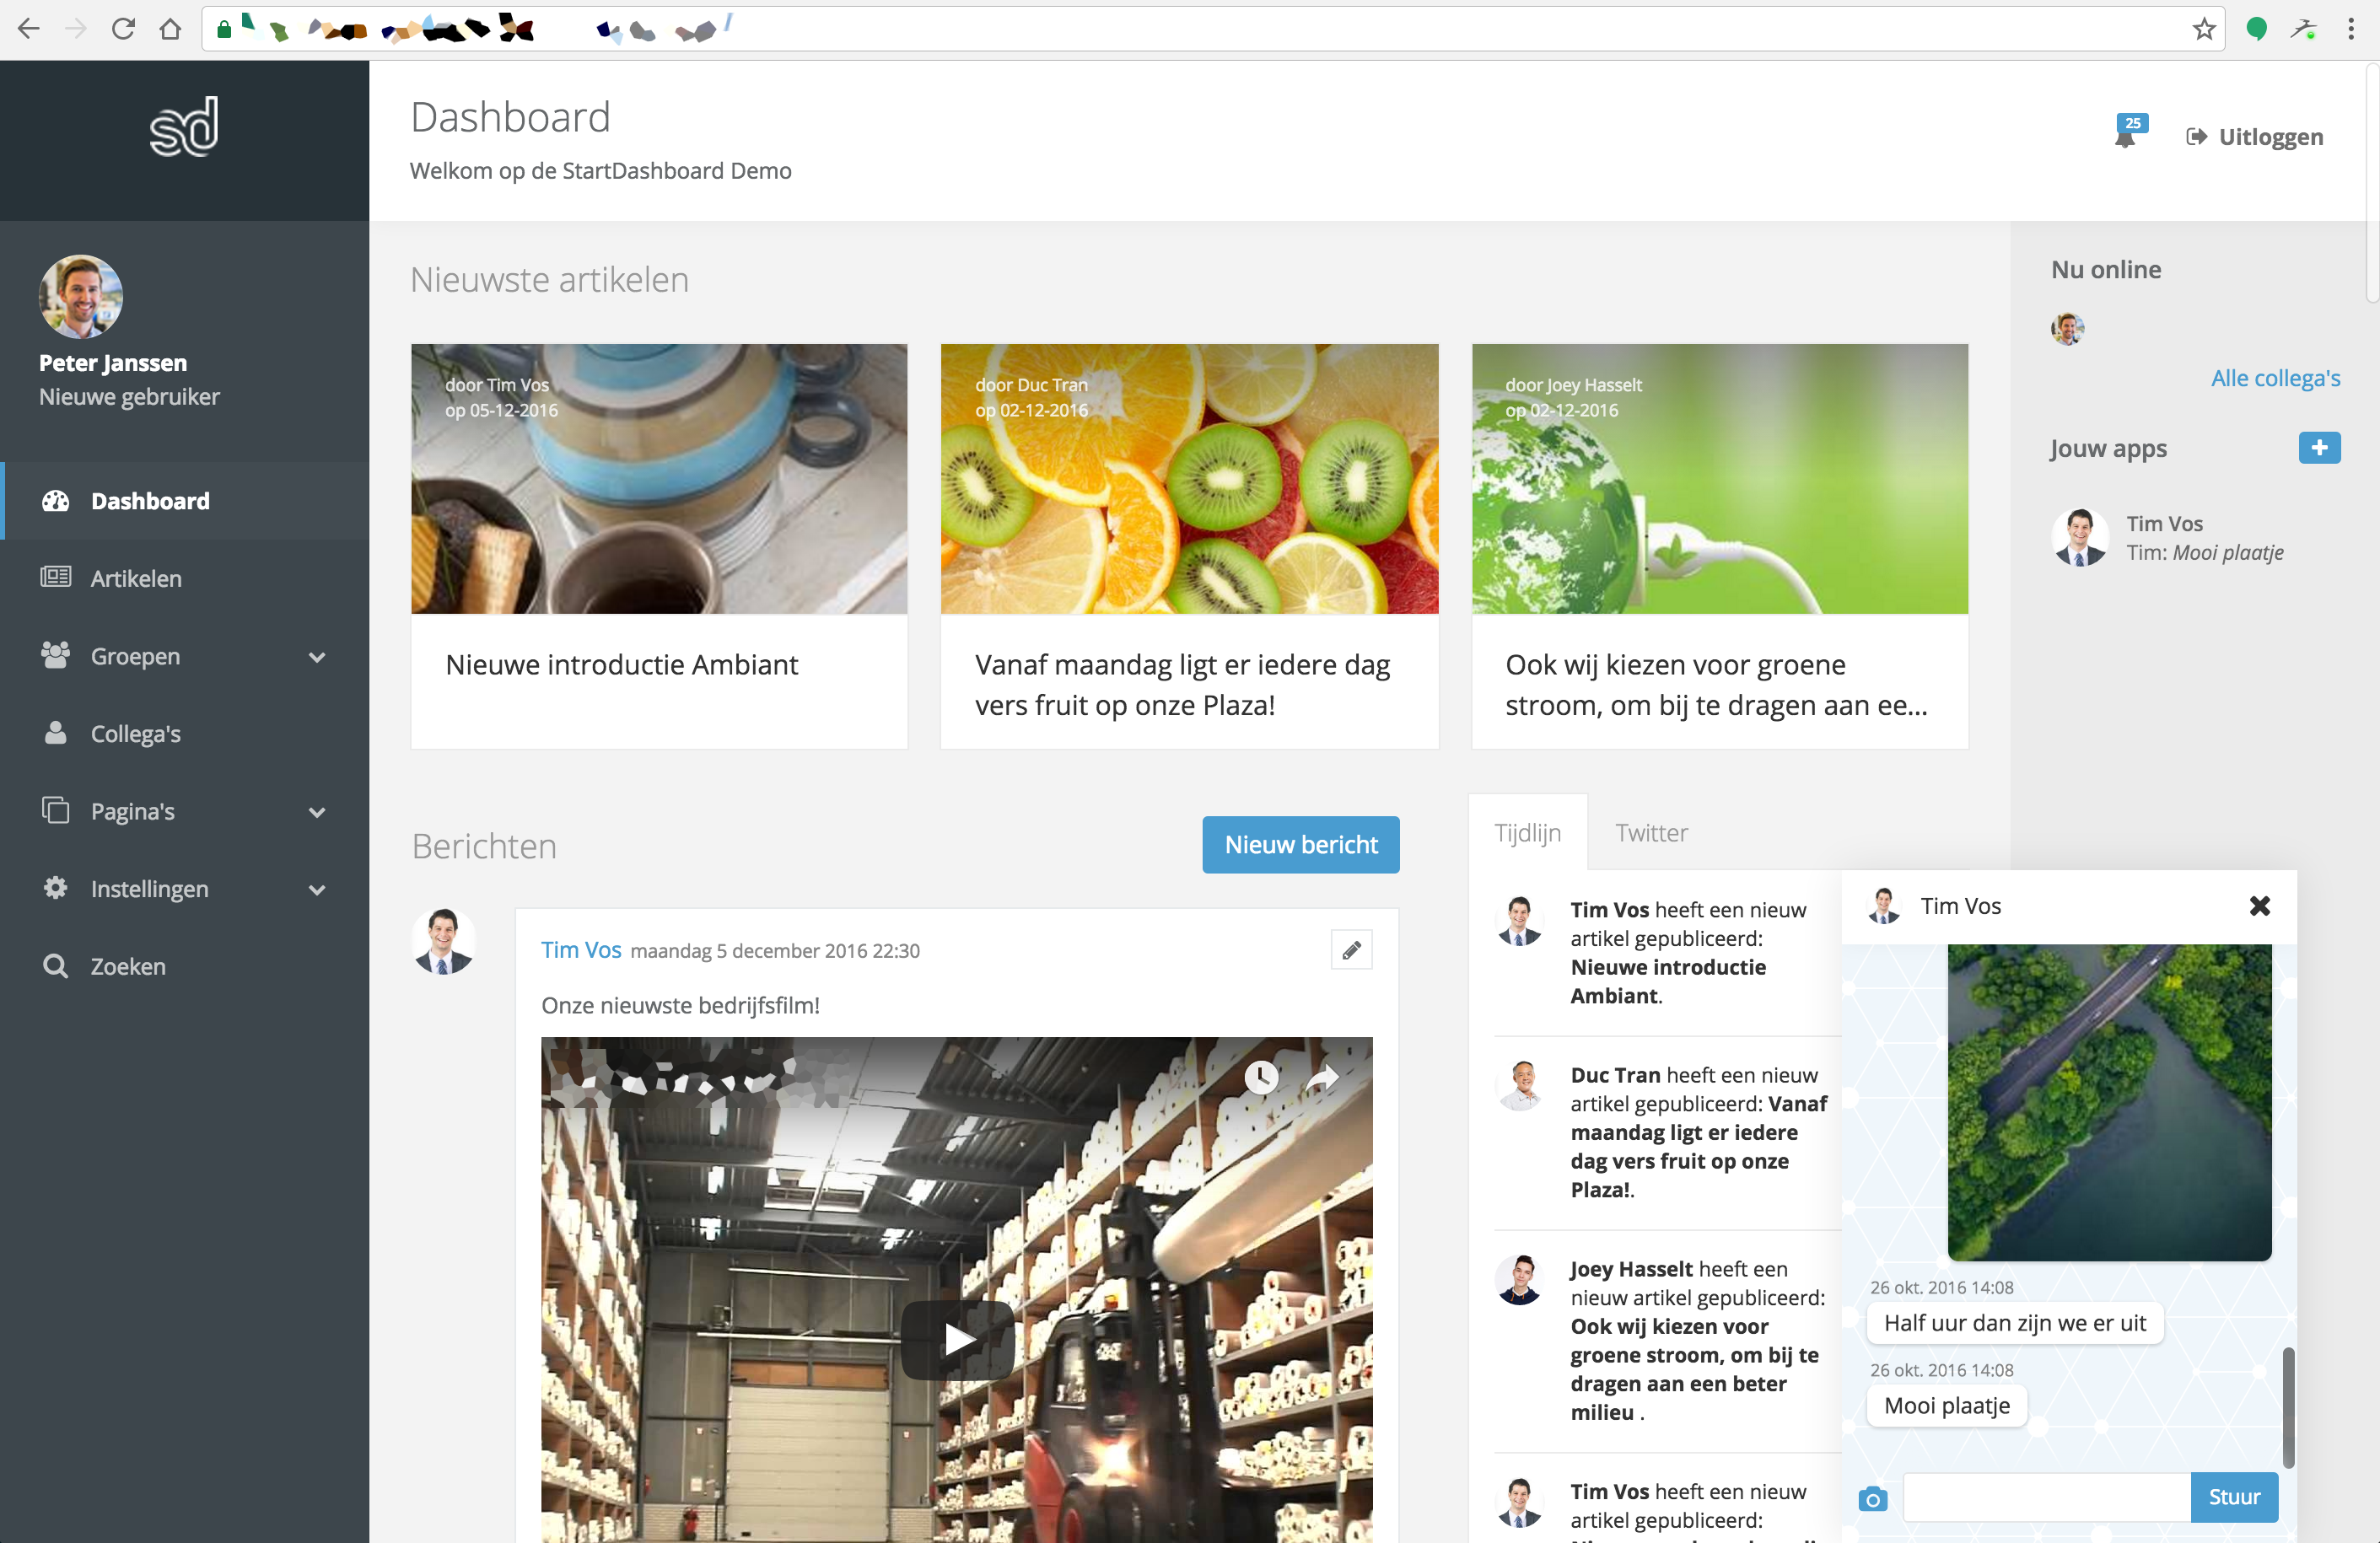 sd
Dashboard
Welkom op de StartDashboard Demo
25
Uitloggen
Peter Janssen
Nieuwe gebruiker
Dashboard
Artikelen
Groepen
Collega's
Pagina's
Instellingen
Zoeken
Nieuwste artikelen
door Tim Vos
op 05-12-2016
Nieuwe introductie Ambiant
door Duc Tran
op 02-12-2016
Vanaf maandag ligt er iedere dag
vers fruit op onze Plaza!
door Joey Hasselt
op 02-12-2016
Ook wij kiezen voor groene
stroom, om bij te dragen aan ee...
Nu online
Alle collega's
Jouw apps
Tim Vos
Tim: Mooi plaatje
Berichten
Nieuw bericht
Tim Vos maandag 5 december 2016 22:30
Onze nieuwste bedrijfsfilm!
Tijdlijn
Twitter
Tim Vos heeft een nieuw
artikel gepubliceerd:
Nieuwe introductie
Ambiant.
Duc Tran heeft een nieuw
artikel gepubliceerd: Vanaf
maandag ligt er iedere
dag vers fruit op onze
Plaza!.
Joey Hasselt heeft een
nieuw artikel gepubliceerd:
Ook wij kiezen voor
groene stroom, om bij te
dragen aan een beter
milieu .
Tim Vos heeft een nieuw
artikel gepubliceerd:
Tim Vos
26 okt. 2016 14:08
Half uur dan zijn we er uit
26 okt. 2016 14:08
Mooi plaatje
Stuur